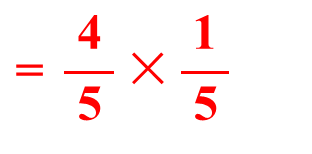 = 4/5 × 1/5